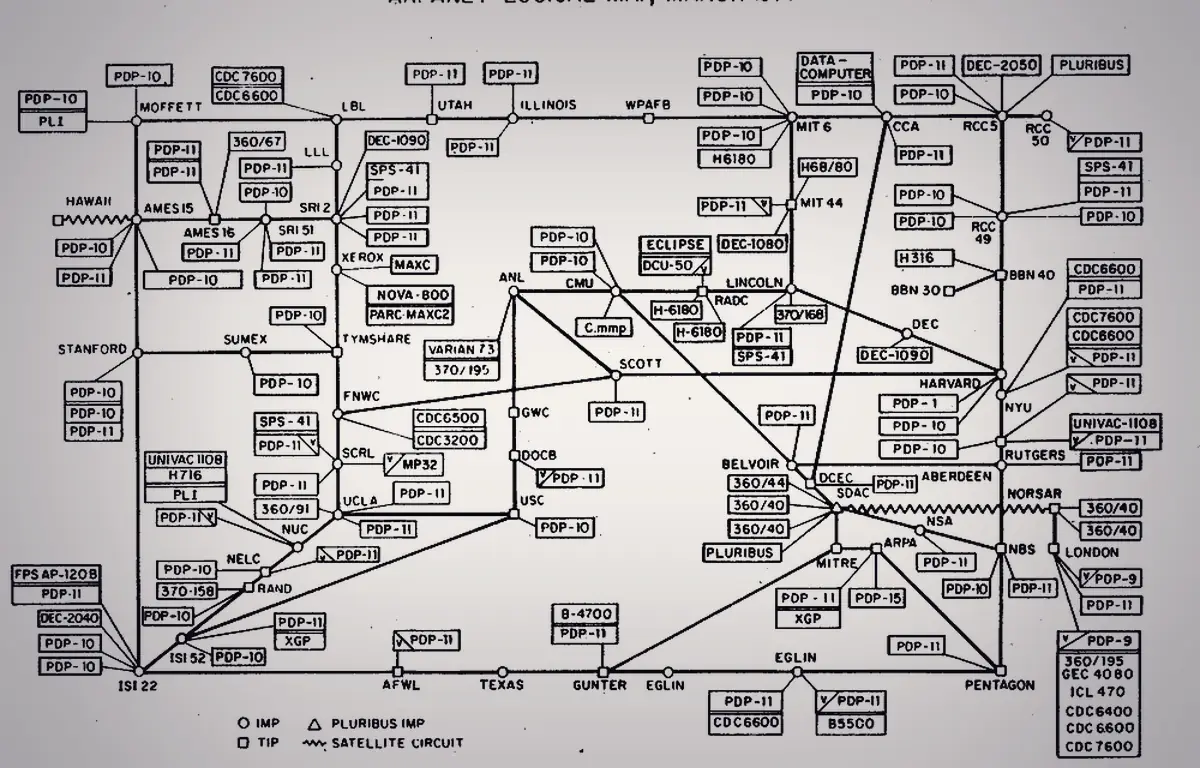 ARPANET LOGICAL MAP, MARCH 1977
PDP-10
CDC7600
CDC6600
PDP-11
PDP-11
PDP-10
DATA-
COMPUTER
PDP-10
PDP-11
DEC-2050
PLURIBUS
PDP-10
PLI
MOFFETT
LBL
UTAH
ILLINOIS
WPAFB
PDP-10
PDP-10
H6180
MIT 6
CCA
PDP-10
RCC5
RCC
50
PDP-11
PDP-11
PDP-11
PDP-11
PDP-11
360/67
LLL
PDP-11
DEC-1090
SPS-41
PDP-11
H68/80
SPS-41
PDP-11
PDP-10
HAWAII
AMES15
AMES16
PDP-10
SRI 2
SRI 51
PDP-11
PDP-11
PDP-11
MIT 44
DEC-1080
PDP-10
PDP-10
RCC
49
PDP-10
PDP-11
PDP-11
PDP-11
PDP-11
PDP-10
XEROX
MAXC
NOVA-800
PARC-MAXC2
PDP-10
PDP-10
ECLIPSE
DCU-50
H316
BBN 40
BBN 30
CDC6600
PDP-11
ANL
CMU
C.mmp
RADC
H-6180
H-6180
LINCOLN
370/168
PDP-11
SPS-41
DEC
DEC-1090
CDC7600
CDC6600
PDP-11
PDP-11
STANFORD
SUMEX
PDP-10
TYMSHARE
VARIAN 73
370/195
SCOTT
PDP-11
HARVARD
PDP-1
PDP-10
PDP-10
NYU
PDP-10
PDP-10
PDP-11
PDP-10
FNWC
CDC6500
CDC3200
GWC
PDP-11
UNIVAC-1108
PDP-11
RUTGERS
PDP-11
SPS-41
PDP-11
SCRL
MP32
DOCB
PDP-11
BELVOIR
DCEC
PDP-11
ABERDEEN
UNIVAC 1108
H716
PLI
PDP-11
PDP-11
360/91
UCLA
PDP-11
PDP-11
USC
PDP-10
360/44
360/40
360/40
PLURIBUS
SDAC
NORSAR
360/40
360/40
NUC
NELC
PDP-11
PDP-10
370-158
RAND
PDP-10
MITRE
ARPA
NSA
PDP-11
NBS
PDP-10
PDP-11
LONDON
PDP-9
PDP-11
FPS AP-120B
PDP-11
DEC-2040
PDP-10
PDP-10
ISI 22
ISI 52
PDP-10
PDP-11
XGP
PDP-11
AFWL
TEXAS
B-4700
PDP-11
GUNTER
EGLIN
PDP-11
XGP
PDP-15
EGLIN
PDP-11
CDC6600
PDP-11
B5500
PDP-11
PENTAGON
PDP-9
360/195
GEC 4080
ICL 470
CDC6400
CDC6600
CDC7600
IMP
PLURIBUS IMP
TIP
SATELLITE CIRCUIT